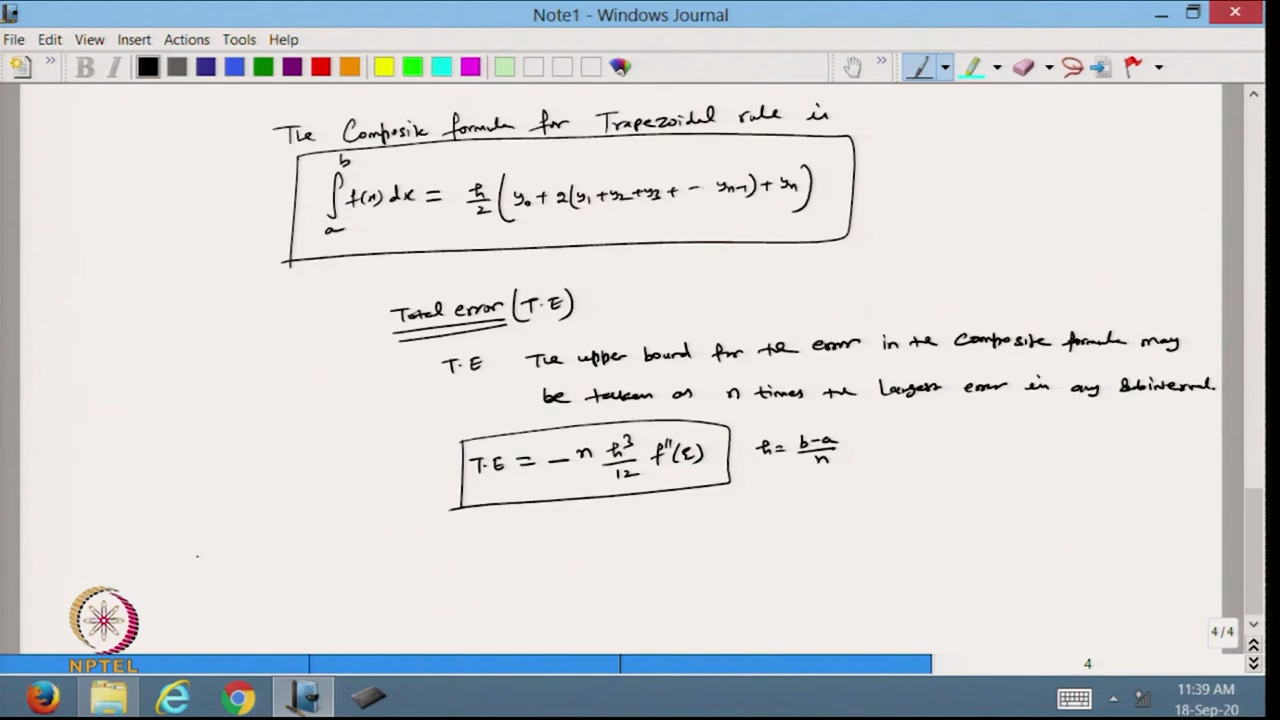 Note1 - Windows Journal
File Edit View Insert Actions Tools Help
The Composite formula for Trapezoidal rule is
∫_a^b f(x) dx = h/2 (y₀ + 2(y₁ + y₂ + y₃ + - - yₙ₋₁) + yₙ)
Total error (T.E)
T.E The upper bound for the error in the Composite formula may
be taken as n times the largest error in any subinterval.
T.E = - n h³/12 f''(ξ) h = b-a/n
4/4
NPTEL
4
11:39 AM
18-Sep-20